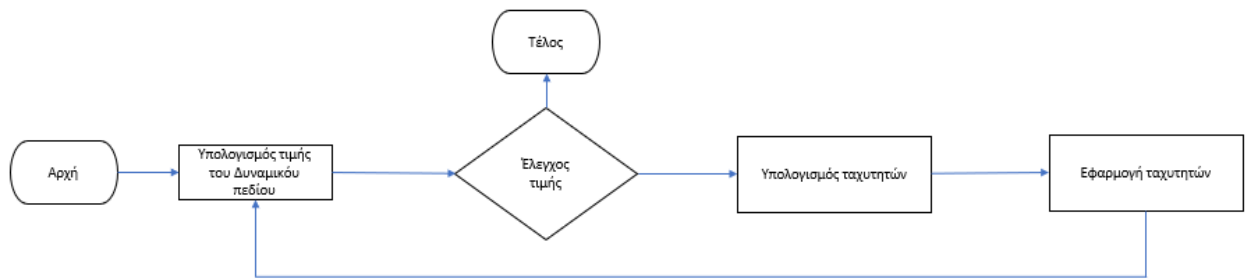 Τέλος
Αρχή
Υπολογισμός τιμής
του Δυναμικού
πεδίου
Έλεγχος
τιμής
Υπολογισμός ταχυτητών
Εφαρμογή ταχυτητών